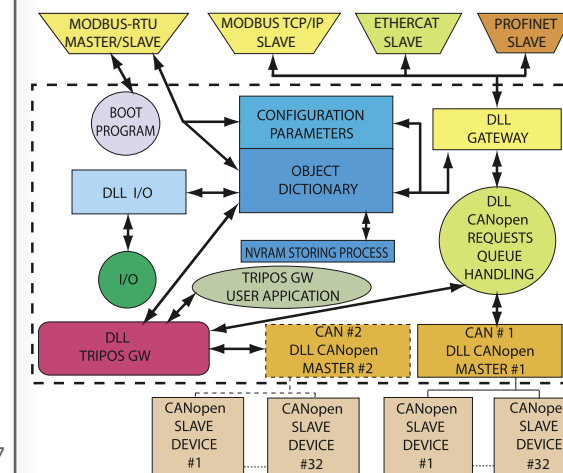 MODBUS-RTU
MASTER/SLAVE
MODBUS TCP/IP
SLAVE
ETHERCAT
SLAVE
PROFINET
SLAVE
BOOT
PROGRAM
CONFIGURATION
PARAMETERS
DLL
GATEWAY
OBJECT
DICTIONARY
DLL I/O
DLL
CANopen
REQUESTS
QUEUE
HANDLING
NVRAM STORING PROCESS
I/O
TRIPOS GW
USER APPICATION
DLL
TRIPOS GW
CAN #2
DLL CANopen
MASTER #2
CAN # 1
DLL CANopen
MASTER #1
CANopen
SLAVE
DEVICE
#1
CANopen
SLAVE
DEVICE
#32
CANopen
SLAVE
DEVICE
#1
CANope
SLAVE
DEVICE
#32